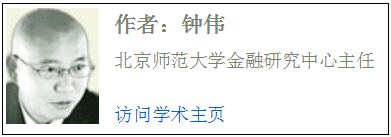 作者：钟伟
北京师范大学金融研究中心主任
访问学术主页